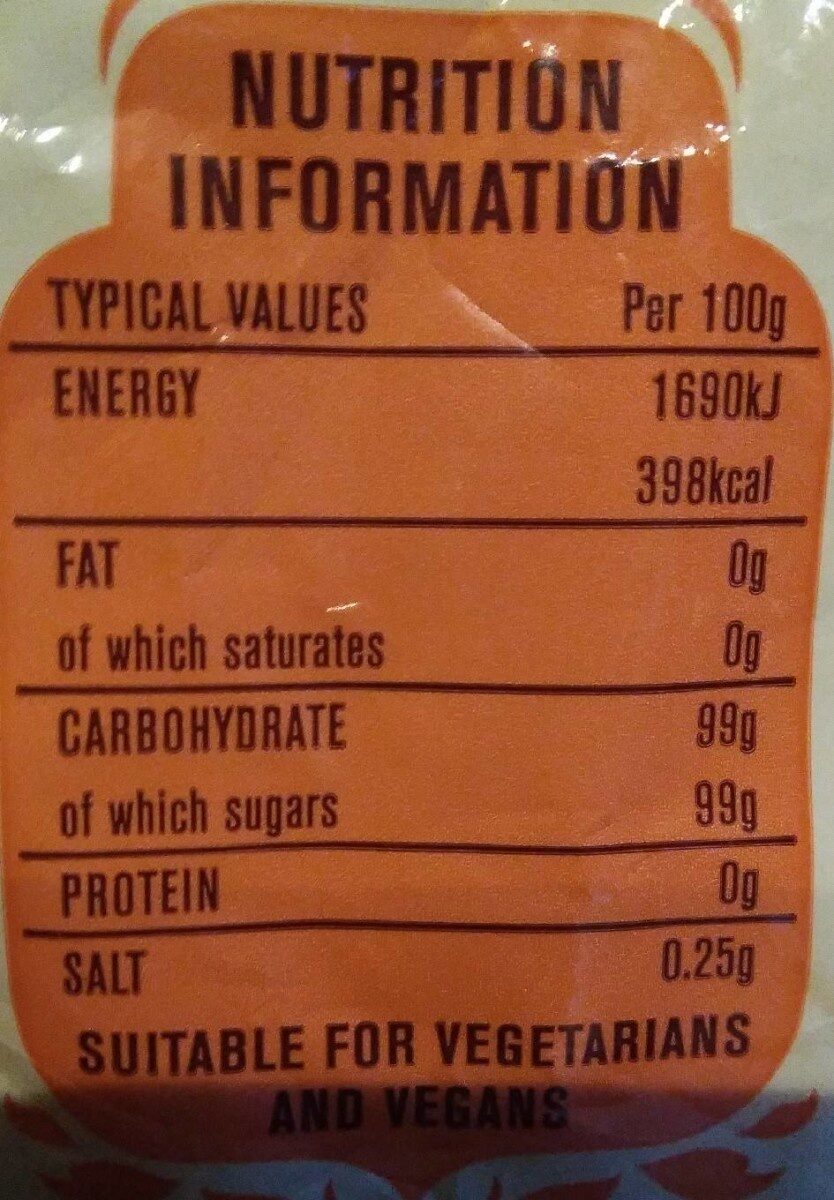 NUTRITION
INFORMATION
TYPICAL VALUES Per 100g
ENERGY 1690kJ
398kcal
FAT 0g
of which saturates 0g
CARBOHYDRATE 99g
of which sugars 99g
PROTEIN 0g
SALT 0.25g
SUITABLE FOR VEGETARIANS
AND VEGANS